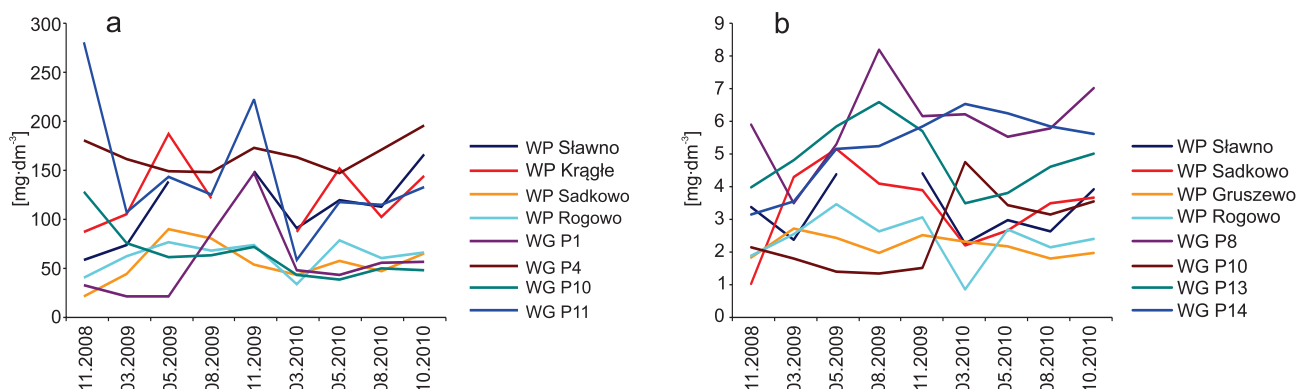 a
[mg·dm⁻³]
300
250
200
150
100
50
0
11.2008
03.2009
05.2009
08.2009
11.2009
03.2010
05.2010
08.2010
10.2010
WP Sławno
WP Krągłe
WP Sadkowo
WP Rogowo
WG P1
WG P4
WG P10
WG P11
b
[mg·dm⁻³]
9
8
7
6
5
4
3
2
1
0
11.2008
03.2009
05.2009
08.2009
11.2009
03.2010
05.2010
08.2010
10.2010
WP Sławno
WP Sadkowo
WP Gruszewo
WP Rogowo
WG P8
WG P10
WG P13
WG P14